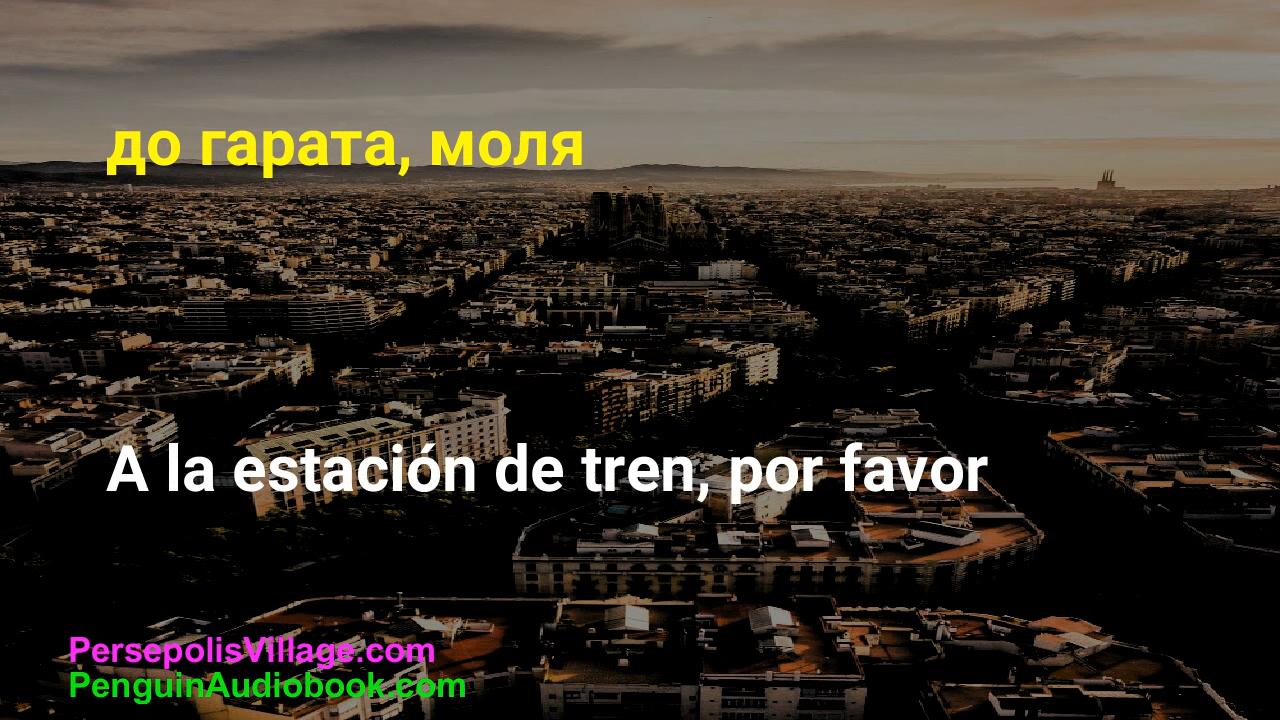 до гарата, моля
A la estación de tren, por favor
PersepolisVillage.com
PenguinAudiobook.com